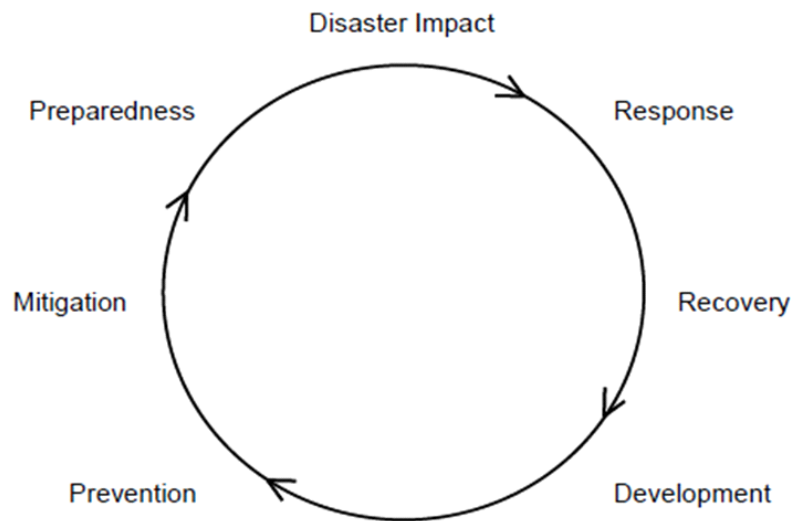 Disaster Impact
Preparedness
Response
Mitigation
Recovery
Prevention
Development